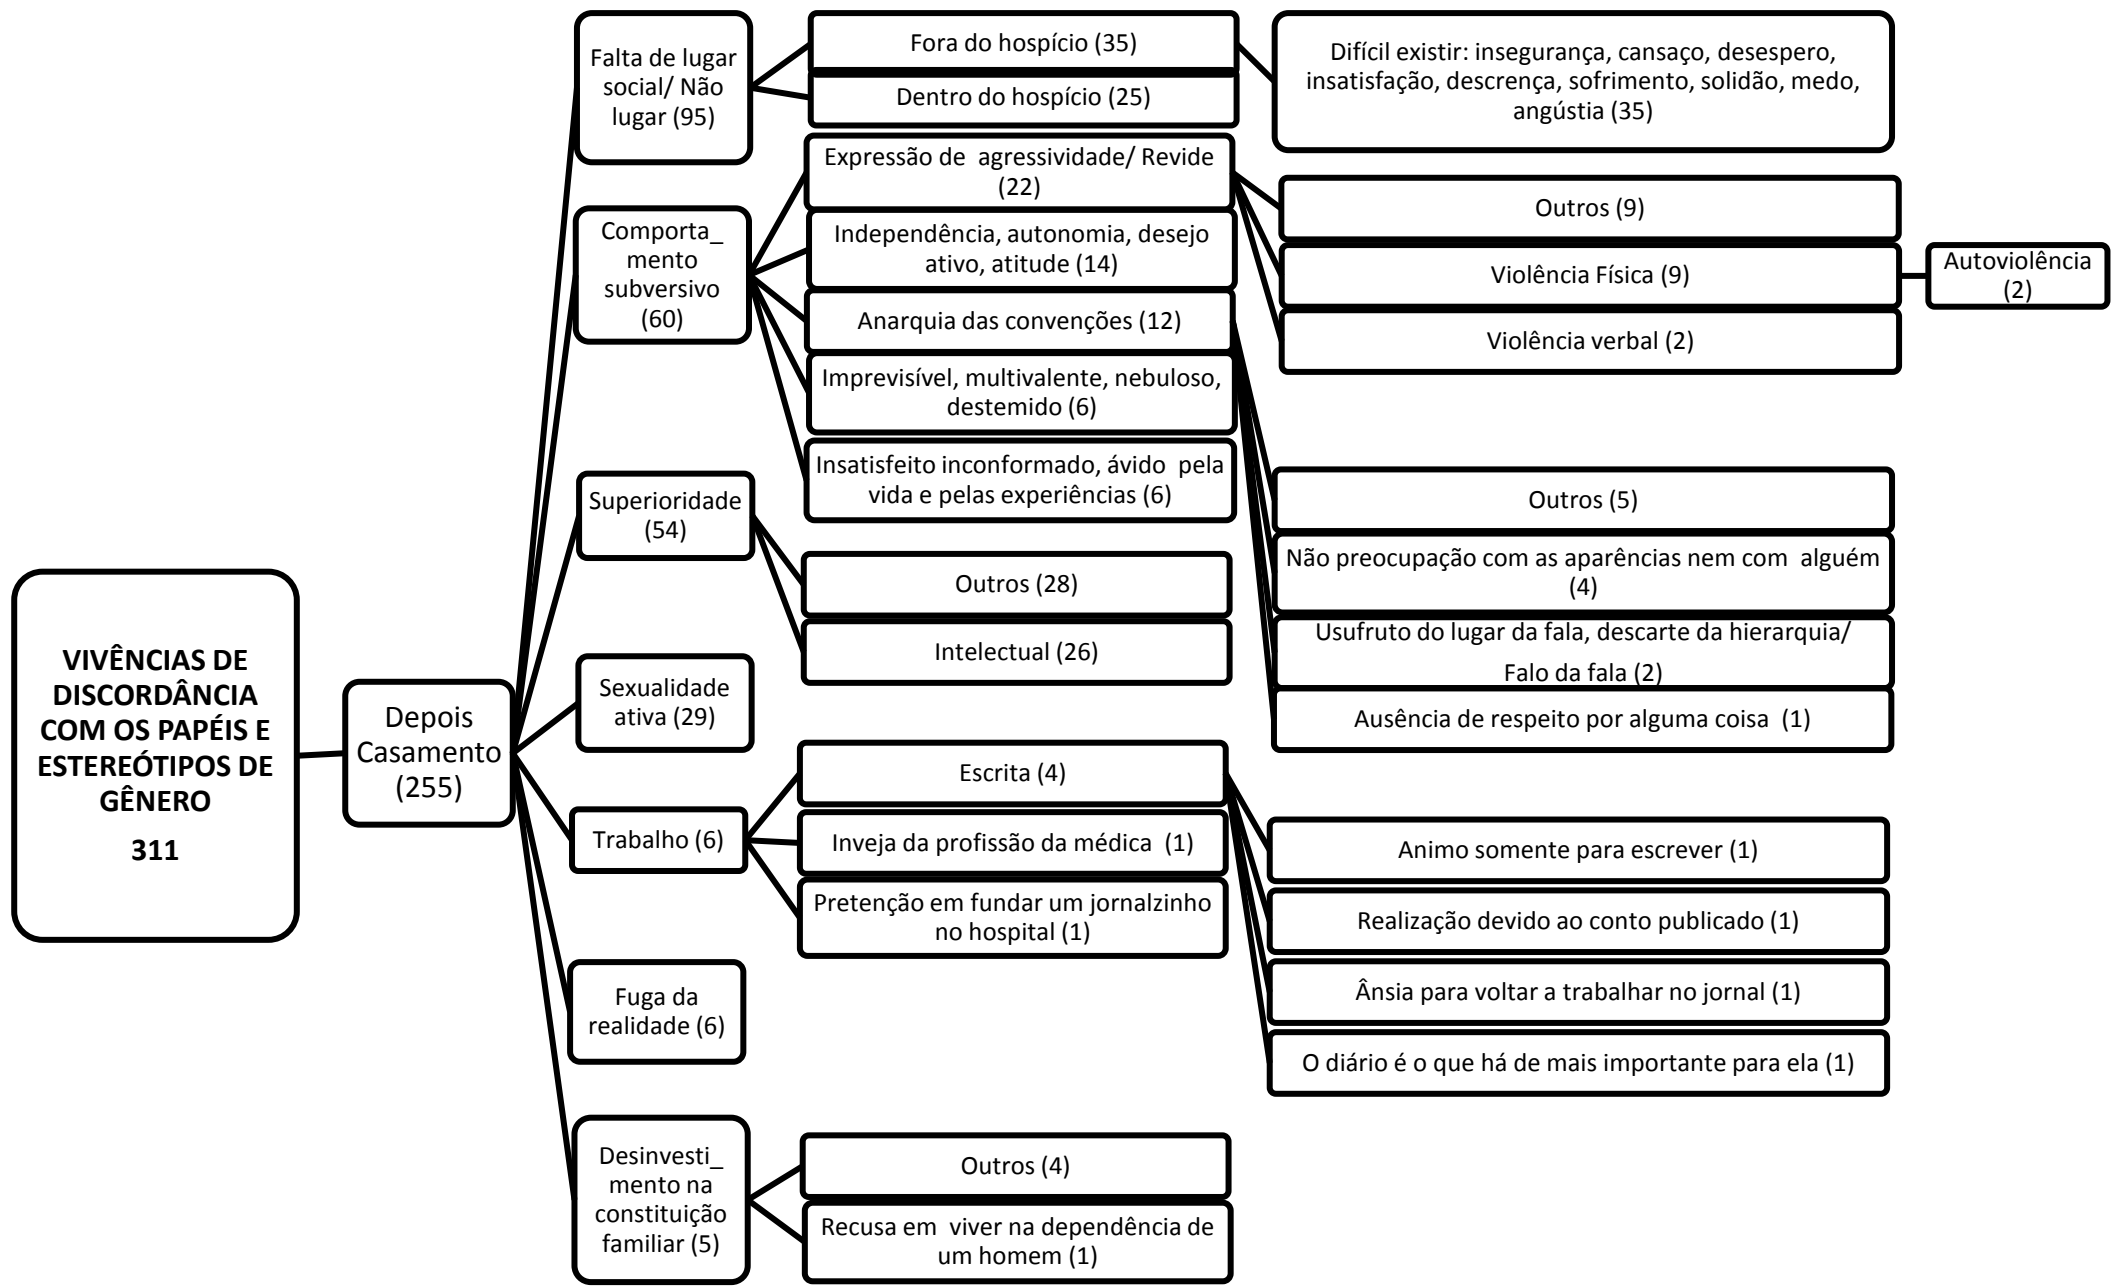 VIVÊNCIAS DE
DISCORDÂNCIA
COM OS PAPÉIS E
ESTEREÓTIPOS DE
GÊNERO
311
Depois
Casamento
(255)
Falta de lugar
social/ Não
lugar (95)
Fora do hospício (35)
Difícil existir: insegurança, cansaço, desespero,
insatisfação, descrença, sofrimento, solidão, medo,
angústia (35)
Dentro do hospício (25)
Comporta_
mento
subversivo
(60)
Expressão de agressividade/ Revide
(22)
Outros (9)
Violência Física (9)
Autoviolência
(2)
Violência verbal (2)
Independência, autonomia, desejo
ativo, atitude (14)
Anarquia das convenções (12)
Outros (5)
Não preocupação com as aparências nem com alguém
(4)
Usufruto do lugar da fala, descarte da hierarquia/
Falo da fala (2)
Ausência de respeito por alguma coisa (1)
Imprevisível, multivalente, nebuloso,
destemido (6)
Insatisfeito inconformado, ávido pela
vida e pelas experiências (6)
Superioridade
(54)
Outros (28)
Intelectual (26)
Sexualidade
ativa (29)
Trabalho (6)
Escrita (4)
Animo somente para escrever (1)
Realização devido ao conto publicado (1)
Ânsia para voltar a trabalhar no jornal (1)
O diário é o que há de mais importante para ela (1)
Inveja da profissão da médica (1)
Pretenção em fundar um jornalzinho
no hospital (1)
Fuga da
realidade (6)
Desinvesti_
mento na
constituição
familiar (5)
Outros (4)
Recusa em viver na dependência de
um homem (1)